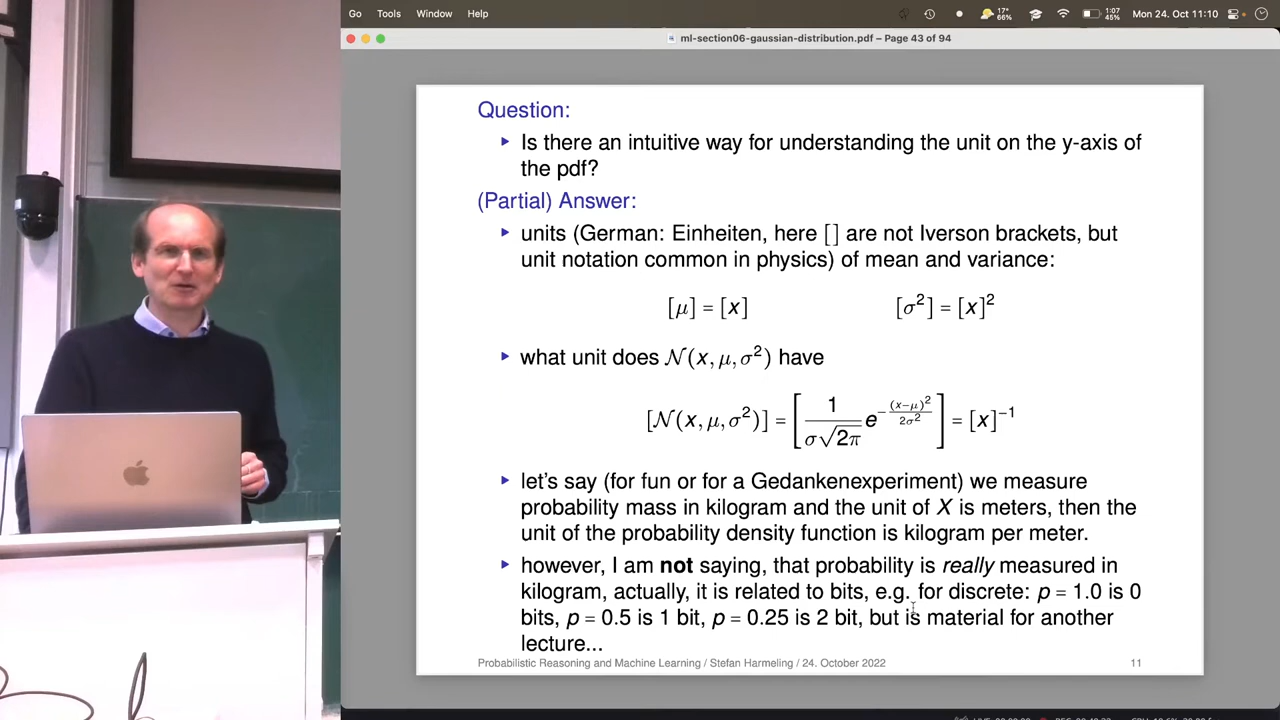 Go Tools Window Help 17° 66% 1:07 45% Mon 24. Oct 11:10
ml-section06-gaussian-distribution.pdf – Page 43 of 94
Question:
▸ Is there an intuitive way for understanding the unit on the y-axis of
the pdf?
(Partial) Answer:
▸ units (German: Einheiten, here [] are not Iverson brackets, but
unit notation common in physics) of mean and variance:
[μ] = [x] [σ²] = [x]²
▸ what unit does 𝒩(x, μ, σ²) have
[𝒩(x, μ, σ²)] = [1/(σ√2π) e^(−(x−μ)²/2σ²)] = [x]⁻¹
▸ let's say (for fun or for a Gedankenexperiment) we measure
probability mass in kilogram and the unit of X is meters, then the
unit of the probability density function is kilogram per meter.
▸ however, I am not saying, that probability is really measured in
kilogram, actually, it is related to bits, e.g. for discrete: p = 1.0 is 0
bits, p = 0.5 is 1 bit, p = 0.25 is 2 bit, but is material for another
lecture...
Probabilistic Reasoning and Machine Learning / Stefan Harmeling / 24. October 2022 11